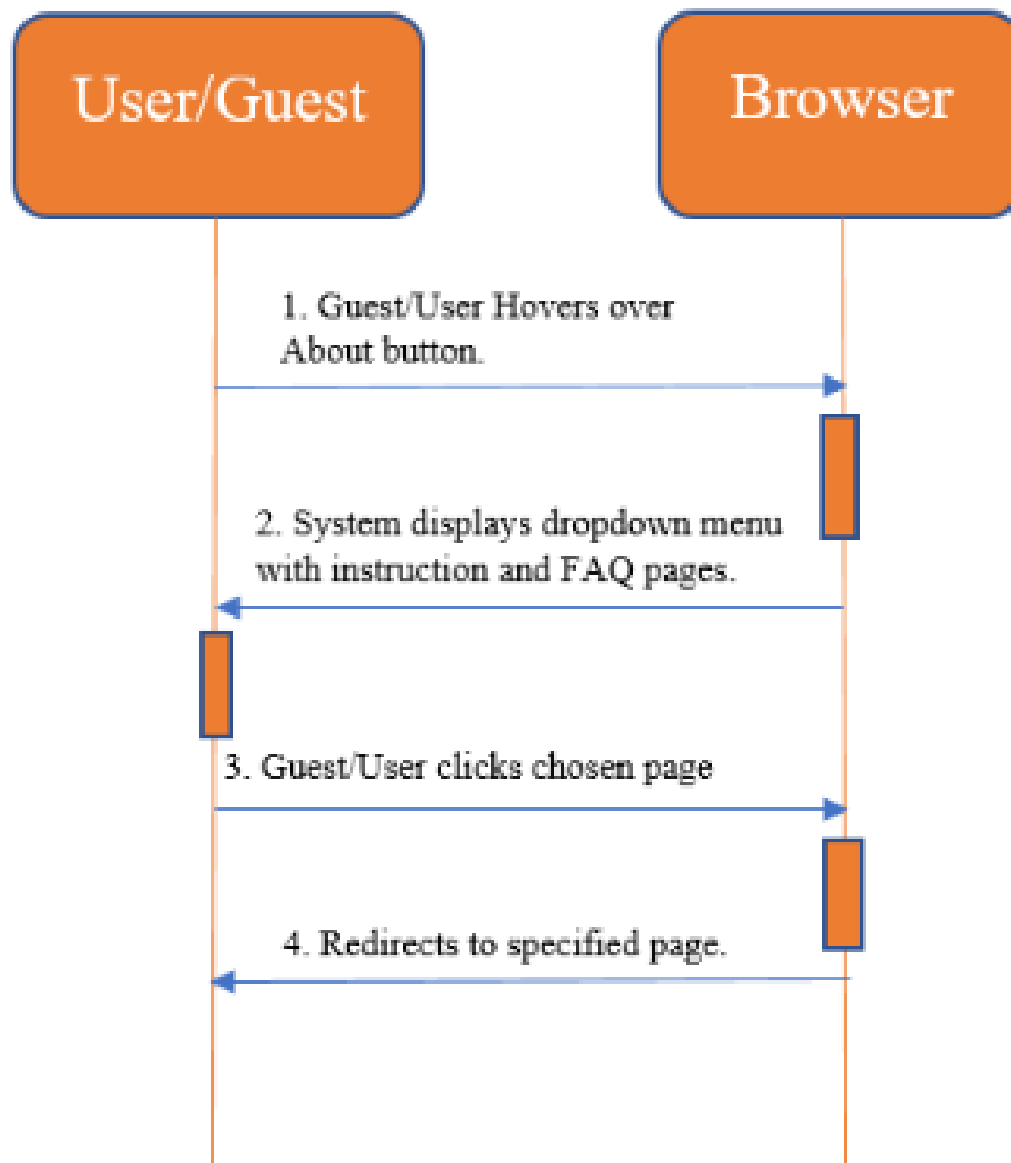 User/Guest
Browser
1. Guest/User Hovers over
About button.
2. System displays dropdown menu
with instruction and FAQ pages.
3. Guest/User clicks chosen page
4. Redirects to specified page.